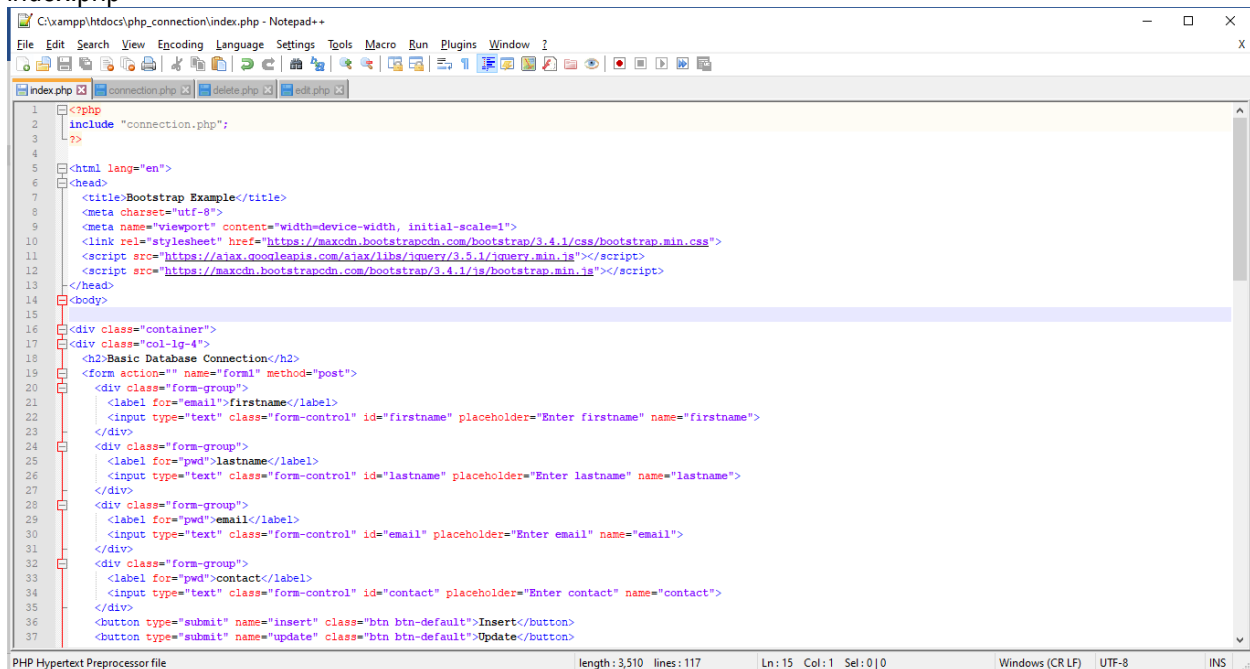 index.php
C:\xampp\htdocs\php_connection\index.php - Notepad++
File Edit Search View Encoding Language Settings Tools Macro Run Plugins Window ? X
index.php connection.php delete.php edit.php
1 <?php
2 include "connection.php";
3 ?>
4
5 <html lang="en">
6 <head>
7 <title>Bootstrap Example</title>
8 <meta charset="utf-8">
9 <meta name="viewport" content="width=device-width, initial-scale=1">
10 <link rel="stylesheet" href="https://maxcdn.bootstrapcdn.com/bootstrap/3.4.1/css/bootstrap.min.css">
11 <script src="https://ajax.googleapis.com/ajax/libs/jquery/3.5.1/jquery.min.js"></script>
12 <script src="https://maxcdn.bootstrapcdn.com/bootstrap/3.4.1/js/bootstrap.min.js"></script>
13 </head>
14 <body>
15
16 <div class="container">
17 <div class="col-lg-4">
18 <h2>Basic Database Connection</h2>
19 <form action="" name="form1" method="post">
20 <div class="form-group">
21 <label for="email">firstname</label>
22 <input type="text" class="form-control" id="firstname" placeholder="Enter firstname" name="firstname">
23 </div>
24 <div class="form-group">
25 <label for="pwd">lastname</label>
26 <input type="text" class="form-control" id="lastname" placeholder="Enter lastname" name="lastname">
27 </div>
28 <div class="form-group">
29 <label for="pwd">email</label>
30 <input type="text" class="form-control" id="email" placeholder="Enter email" name="email">
31 </div>
32 <div class="form-group">
33 <label for="pwd">contact</label>
34 <input type="text" class="form-control" id="contact" placeholder="Enter contact" name="contact">
35 </div>
36 <button type="submit" name="insert" class="btn btn-default">Insert</button>
37 <button type="submit" name="update" class="btn btn-default">Update</button>
PHP Hypertext Preprocessor file length : 3,510 lines : 117 Ln : 15 Col : 1 Sel : 0 | 0 Windows (CR LF) UTF-8 INS